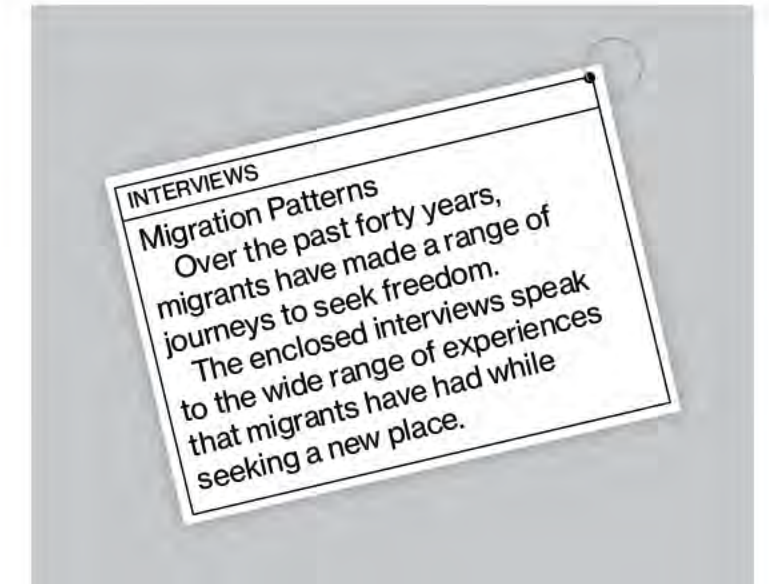 INTERVIEWS
Migration Patterns
Over the past forty years,
migrants have made a range of
journeys to seek freedom.
The enclosed interviews speak
to the wide range of experiences
that migrants have had while
seeking a new place.